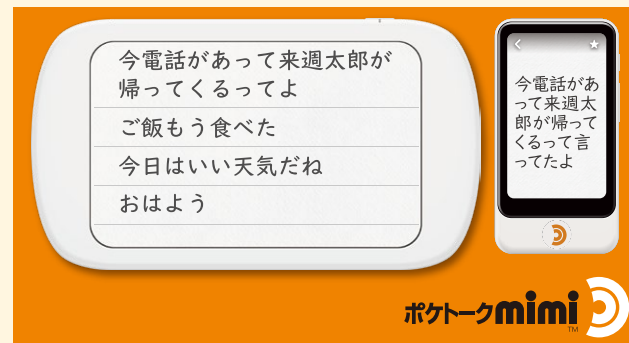 今電話があって来週太郎が
帰ってくるってよ
ご飯もう食べた
今日はいい天気だね
おはよう
今電話があ
って来週太
郎が帰って
くるって言
ってたよ
ポケトークmimi
TM